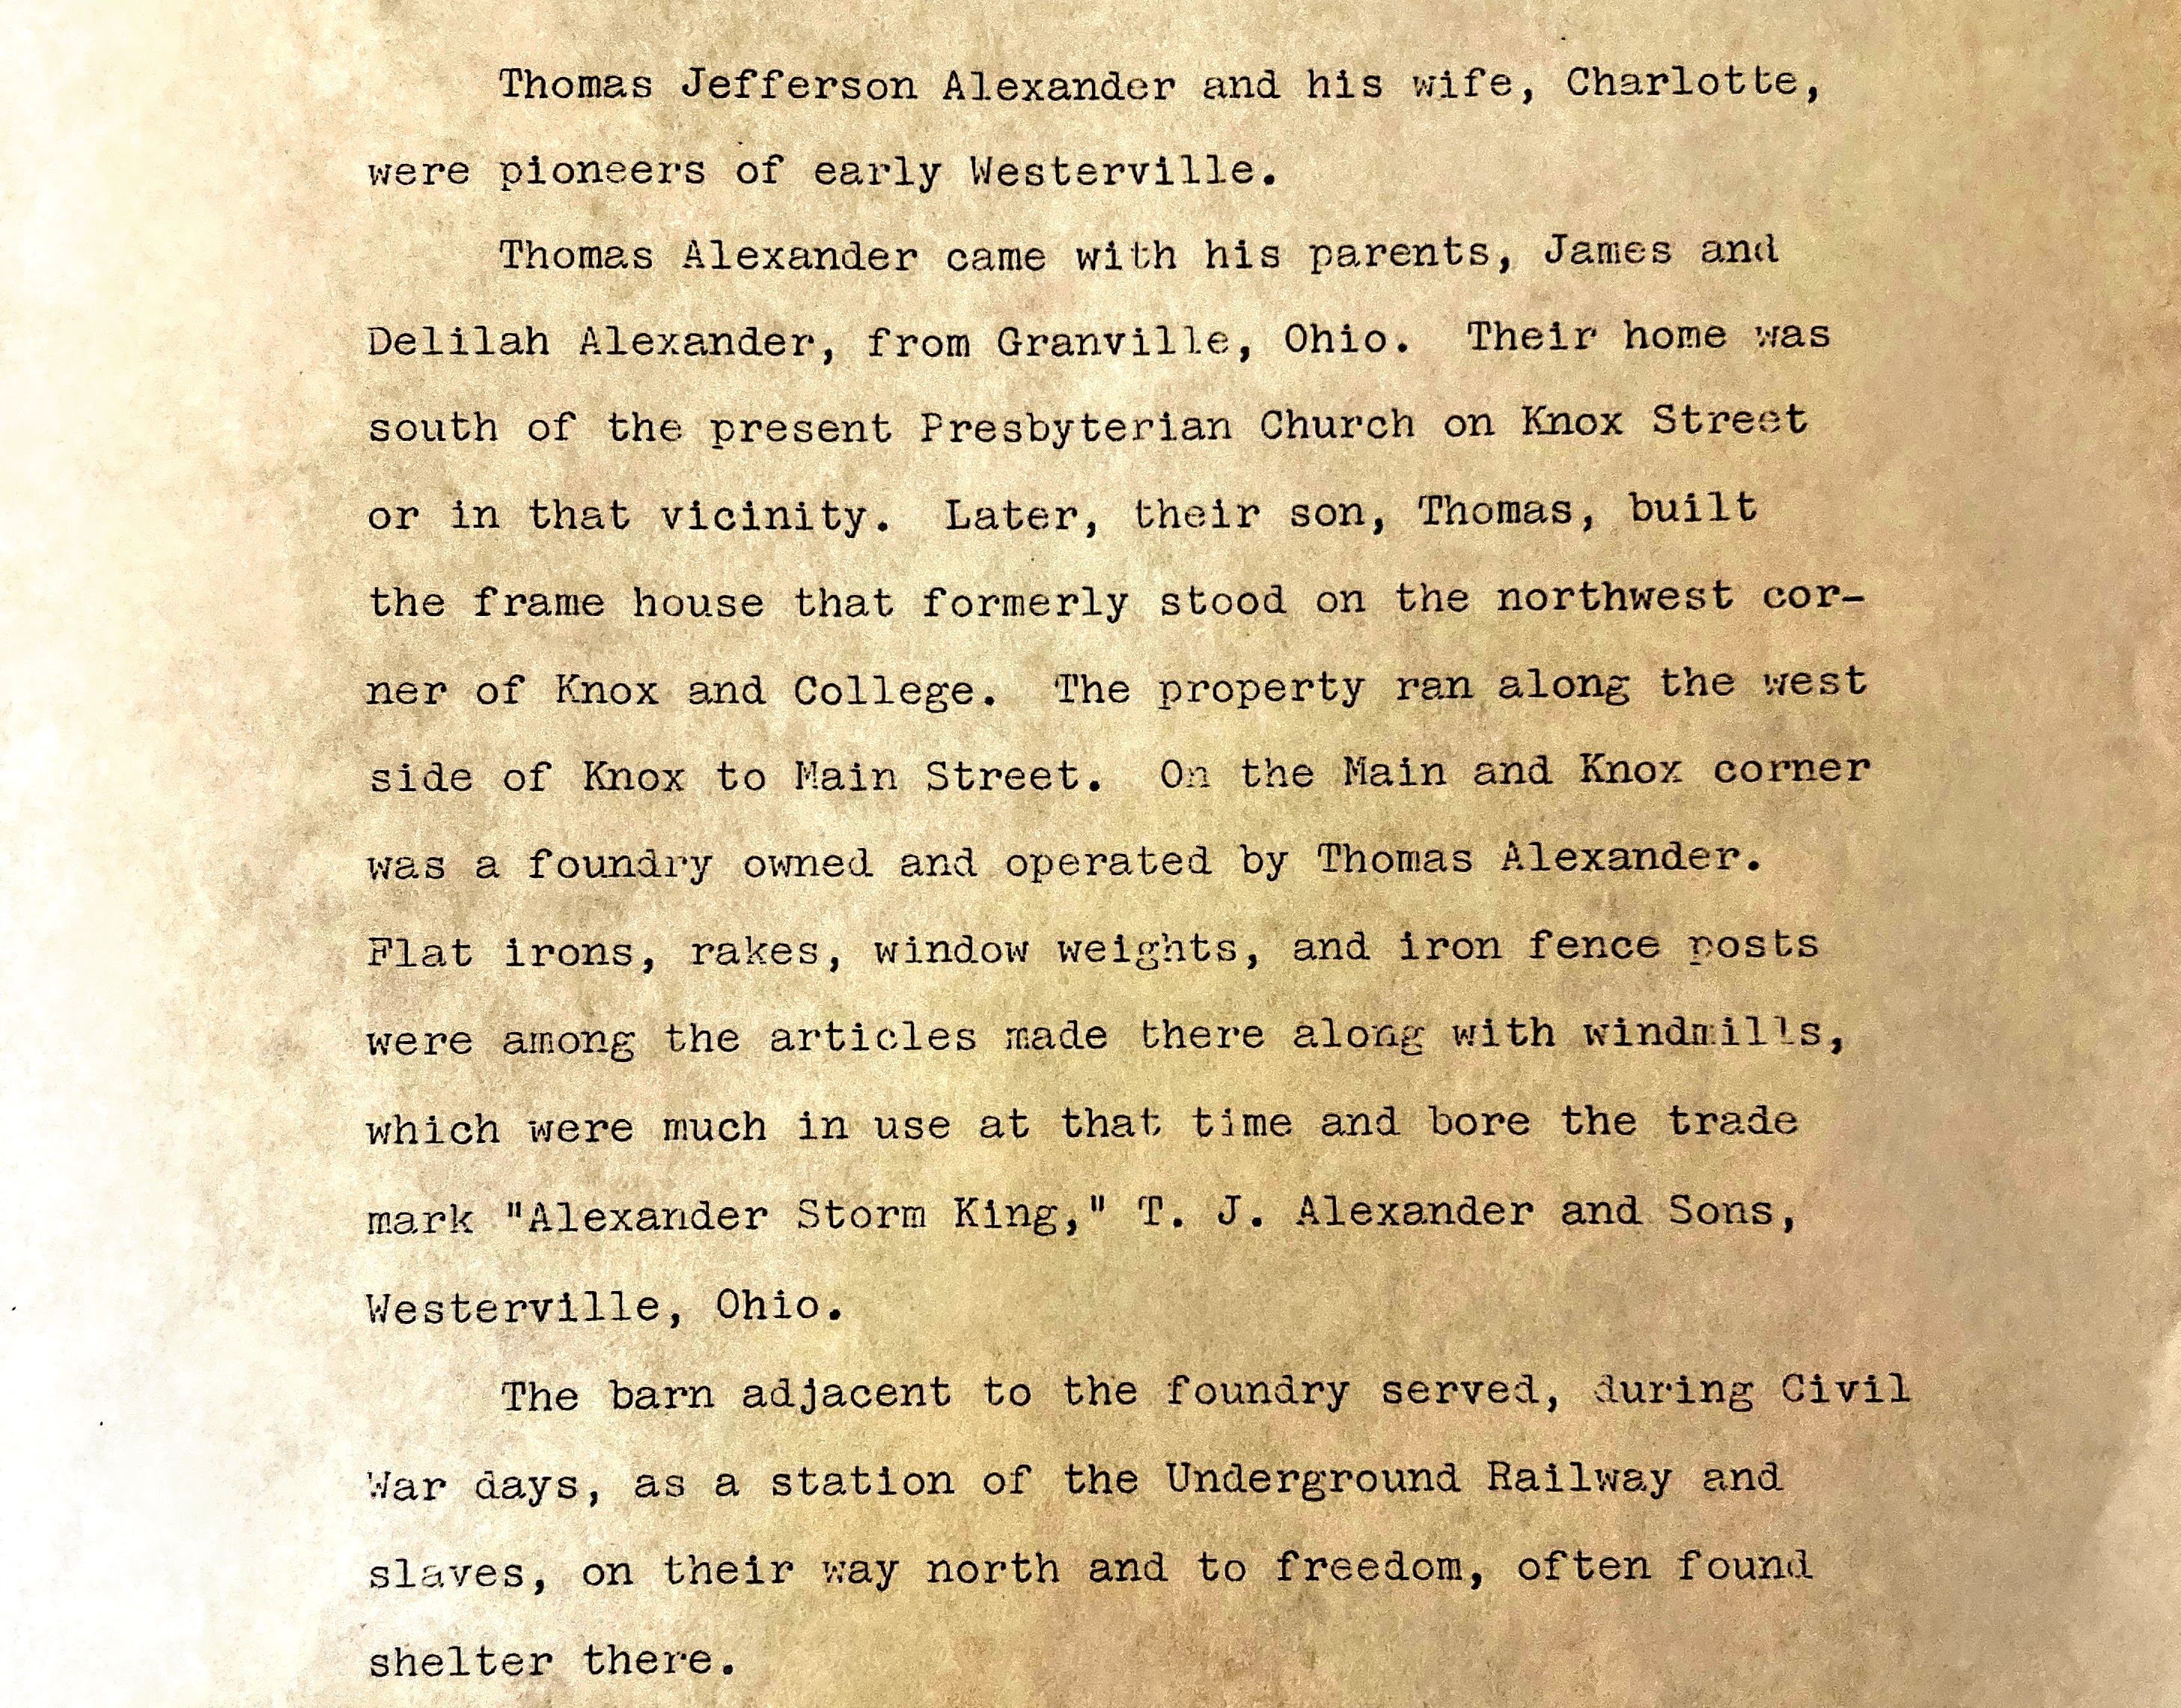 Thomas Jefferson Alexander and his wife, Charlotte,
were pioneers of early Westerville.
Thomas Alexander came with his parents, James and
Delilah Alexander, from Granville, Ohio.  Their home was
south of the present Presbyterian Church on Knox Street
or in that vicinity.  Later, their son, Thomas, built
the frame house that formerly stood on the northwest cor-
ner of Knox and College.  The property ran along the west
side of Knox to Main Street.  On the Main and Knox corner
was a foundry owned and operated by Thomas Alexander.
Flat irons, rakes, window weights, and iron fence posts
were among the articles made there along with windmills,
which were much in use at that time and bore the trade
mark "Alexander Storm King," T. J. Alexander and Sons,
Westerville, Ohio.
The barn adjacent to the foundry served, during Civil
War days, as a station of the Underground Railway and
slaves, on their way north and to freedom, often found
shelter there.